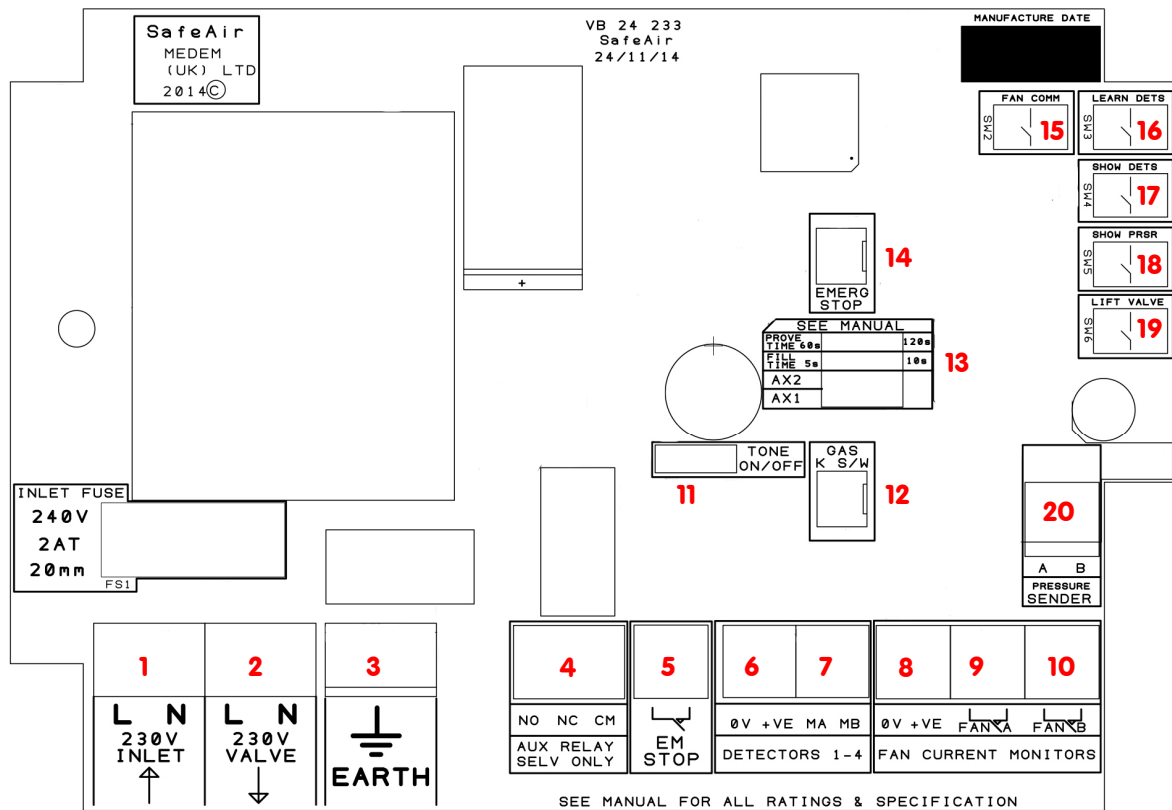 SafeAir
MEDEM
(UK) LTD
2014©
VB 24 233
SafeAir
24/11/14
MANUFACTURE DATE
FAN COMM
SW2
15
LEARN DETS
SW3
16
SHOW DETS
SW4
17
SHOW PRSR
SW5
18
LIFT VALVE
SW6
19
+
14
EMERG
STOP
SEE MANUAL
PROVE TIME 60s 120s
FILL TIME 5s 10s
AX2
AX1
13
TONE
ON/OFF
11
GAS
K S/W
12
INLET FUSE
240V
2AT
20mm
FS1
20
A B
PRESSURE
SENDER
1 2 3 4 5 6 7 8 9 10
L N
230V
INLET
L N
230V
VALVE
EARTH
NO NC CM
AUX RELAY
SELV ONLY
EM
STOP
0V +VE MA MB
DETECTORS 1-4
0V +VE FAN A FAN B
FAN CURRENT MONITORS
SEE MANUAL FOR ALL RATINGS & SPECIFICATION